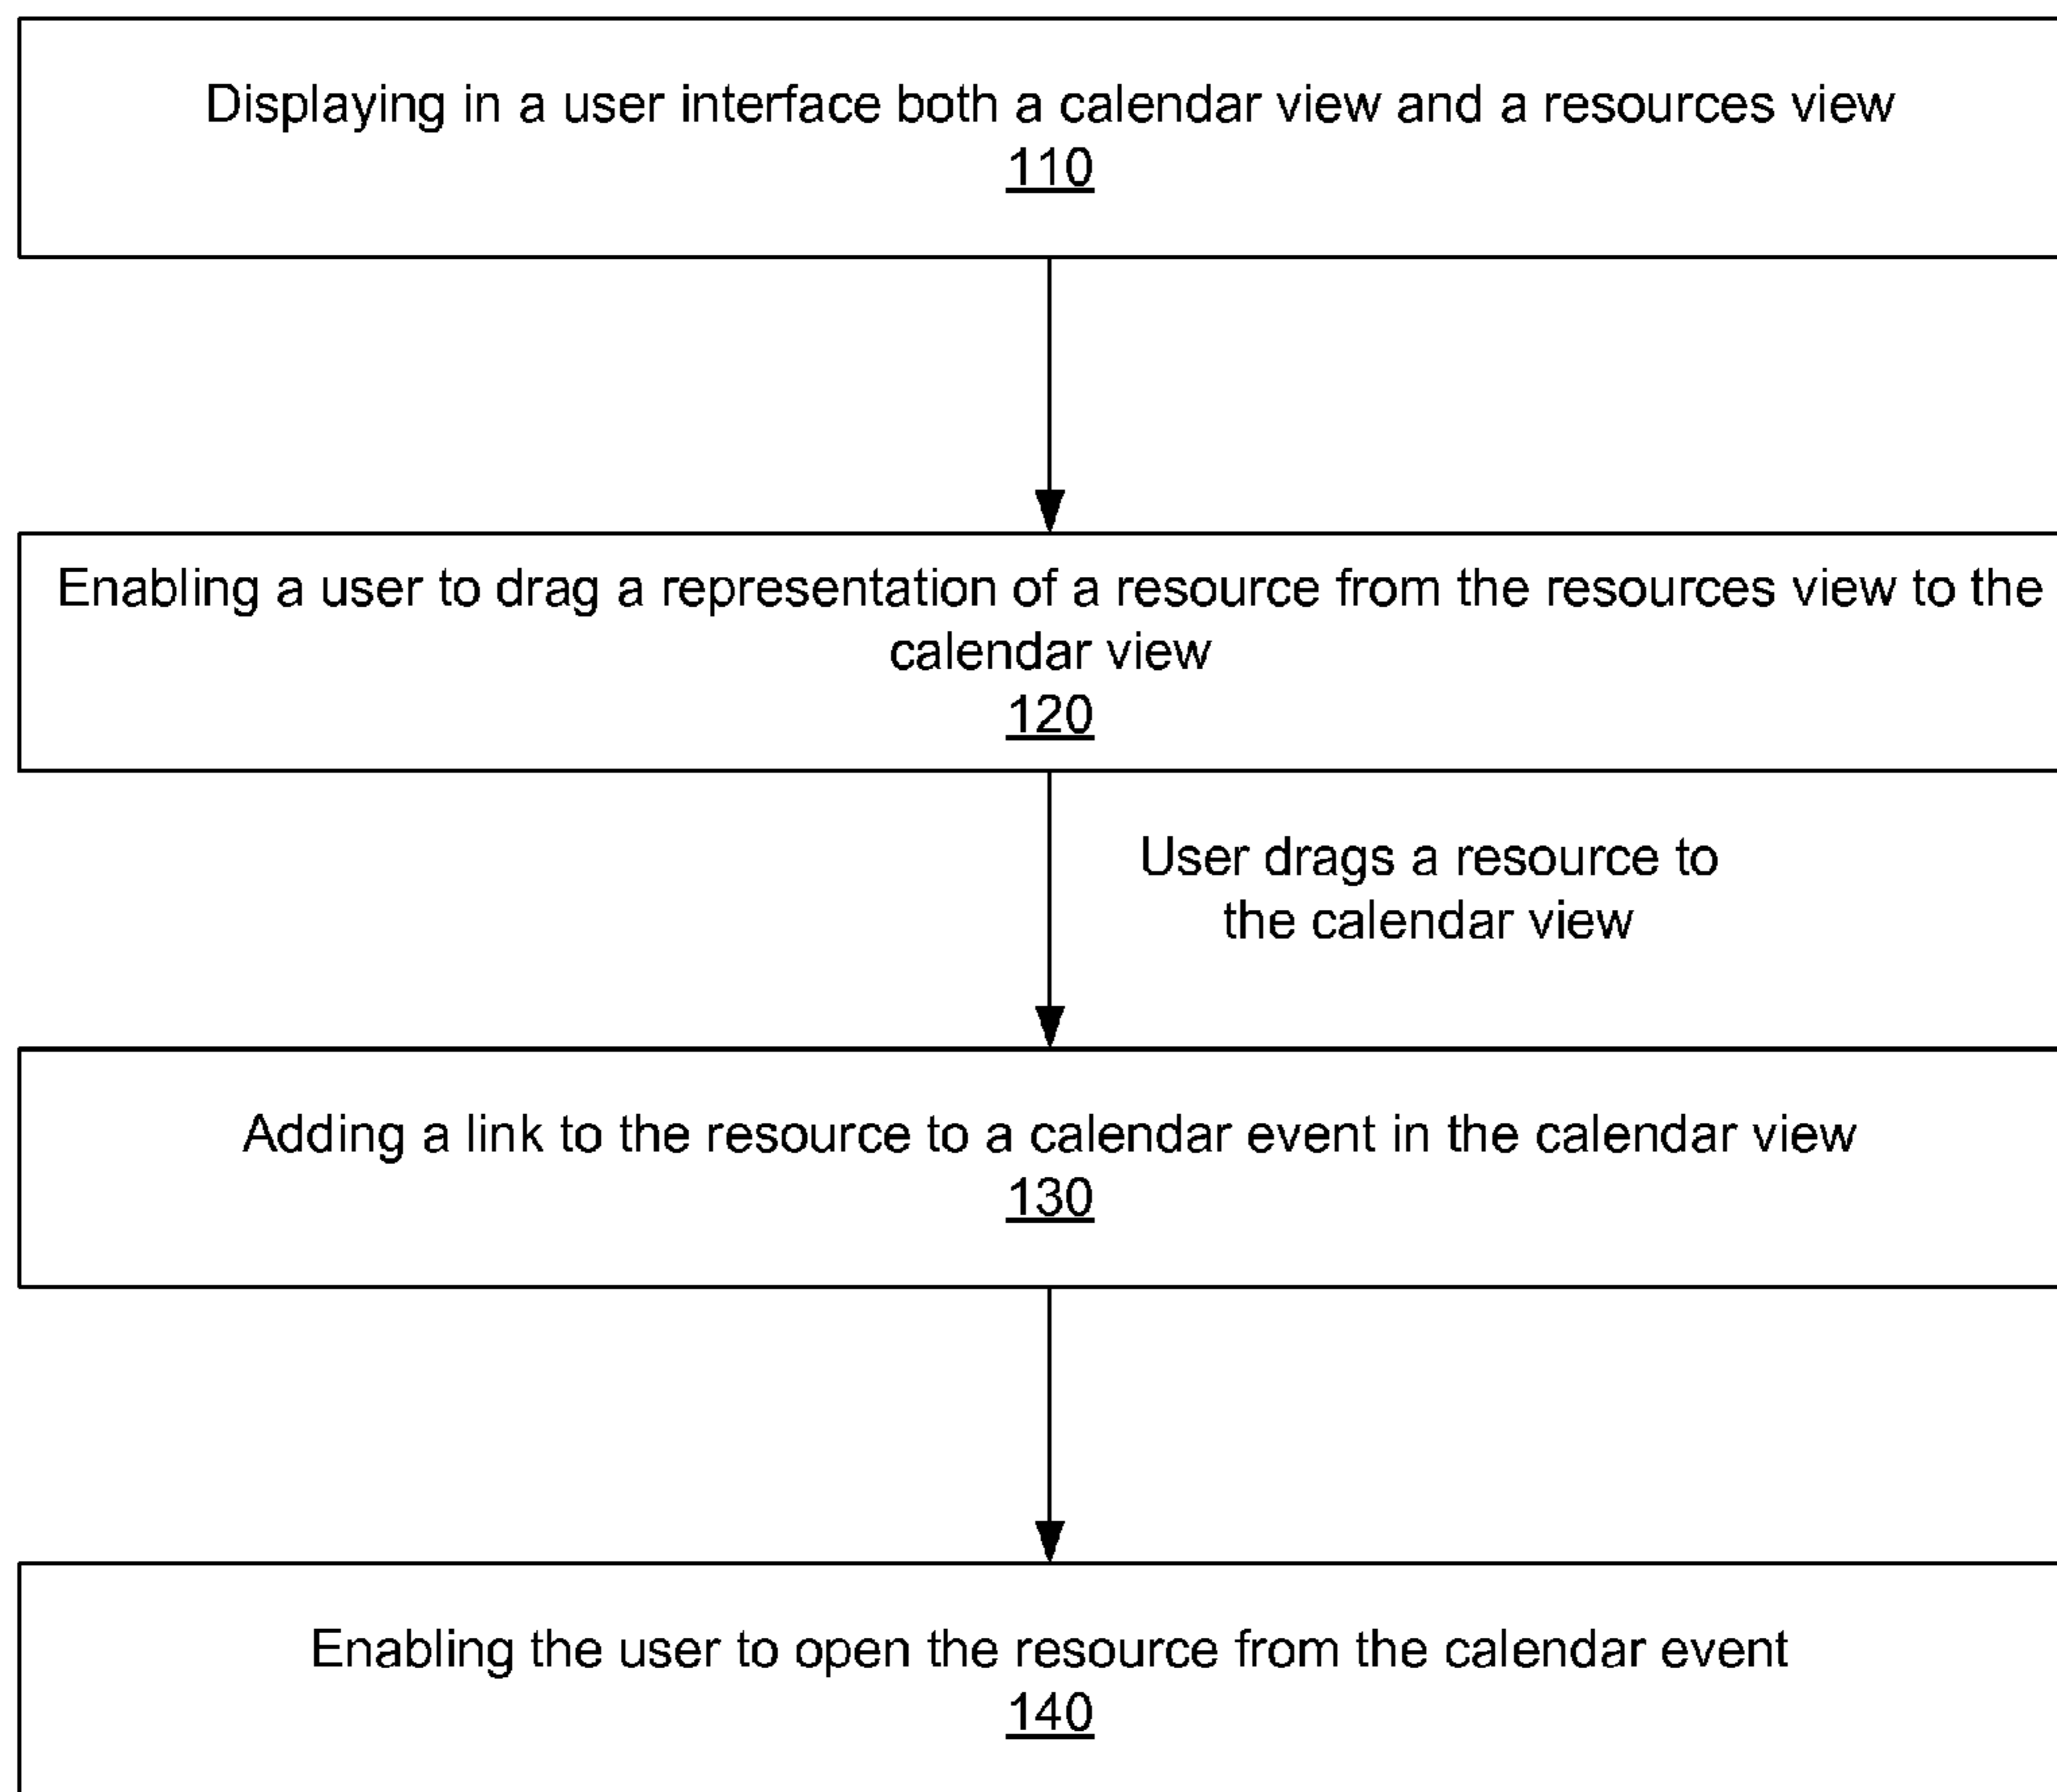 Displaying in a user interface both a calendar view and a resources view
110
Enabling a user to drag a representation of a resource from the resources view to the
calendar view
120
User drags a resource to
the calendar view
Adding a link to the resource to a calendar event in the calendar view
130
Enabling the user to open the resource from the calendar event
140